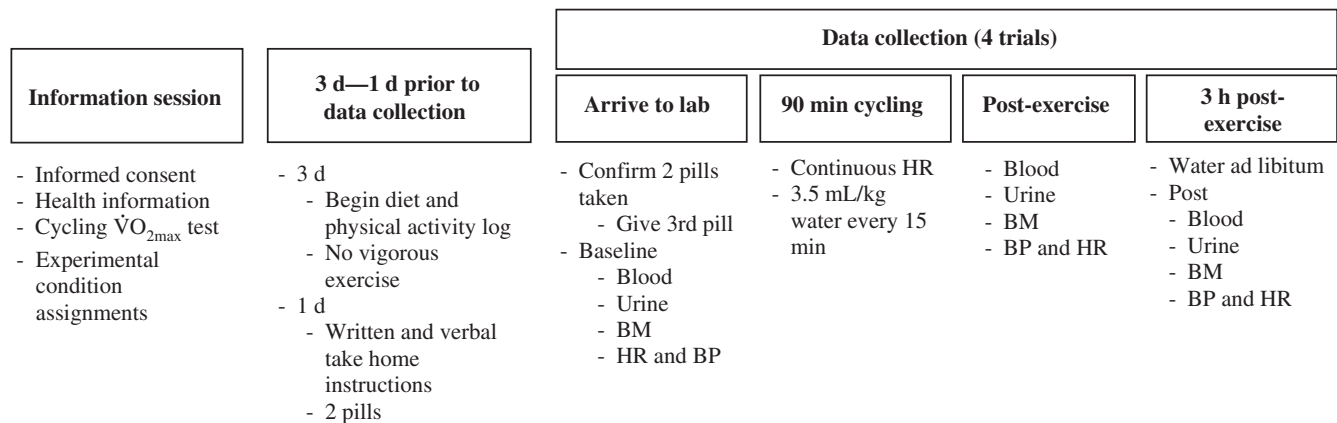 Data collection (4 trials)
Information session
3 d—1 d prior to
data collection
Arrive to lab
90 min cycling
Post-exercise
3 h post-
exercise
- Informed consent
- Health information
- Cycling V̇O2max test
- Experimental
condition
assignments
- 3 d
- Begin diet and
physical activity log
- No vigorous
exercise
- 1 d
- Written and verbal
take home
instructions
- 2 pills
- Confirm 2 pills
taken
- Give 3rd pill
- Baseline
- Blood
- Urine
- BM
- HR and BP
- Continuous HR
- 3.5 mL/kg
water every 15
min
- Blood
- Urine
- BM
- BP and HR
- Water ad libitum
- Post
- Blood
- Urine
- BM
- BP and HR